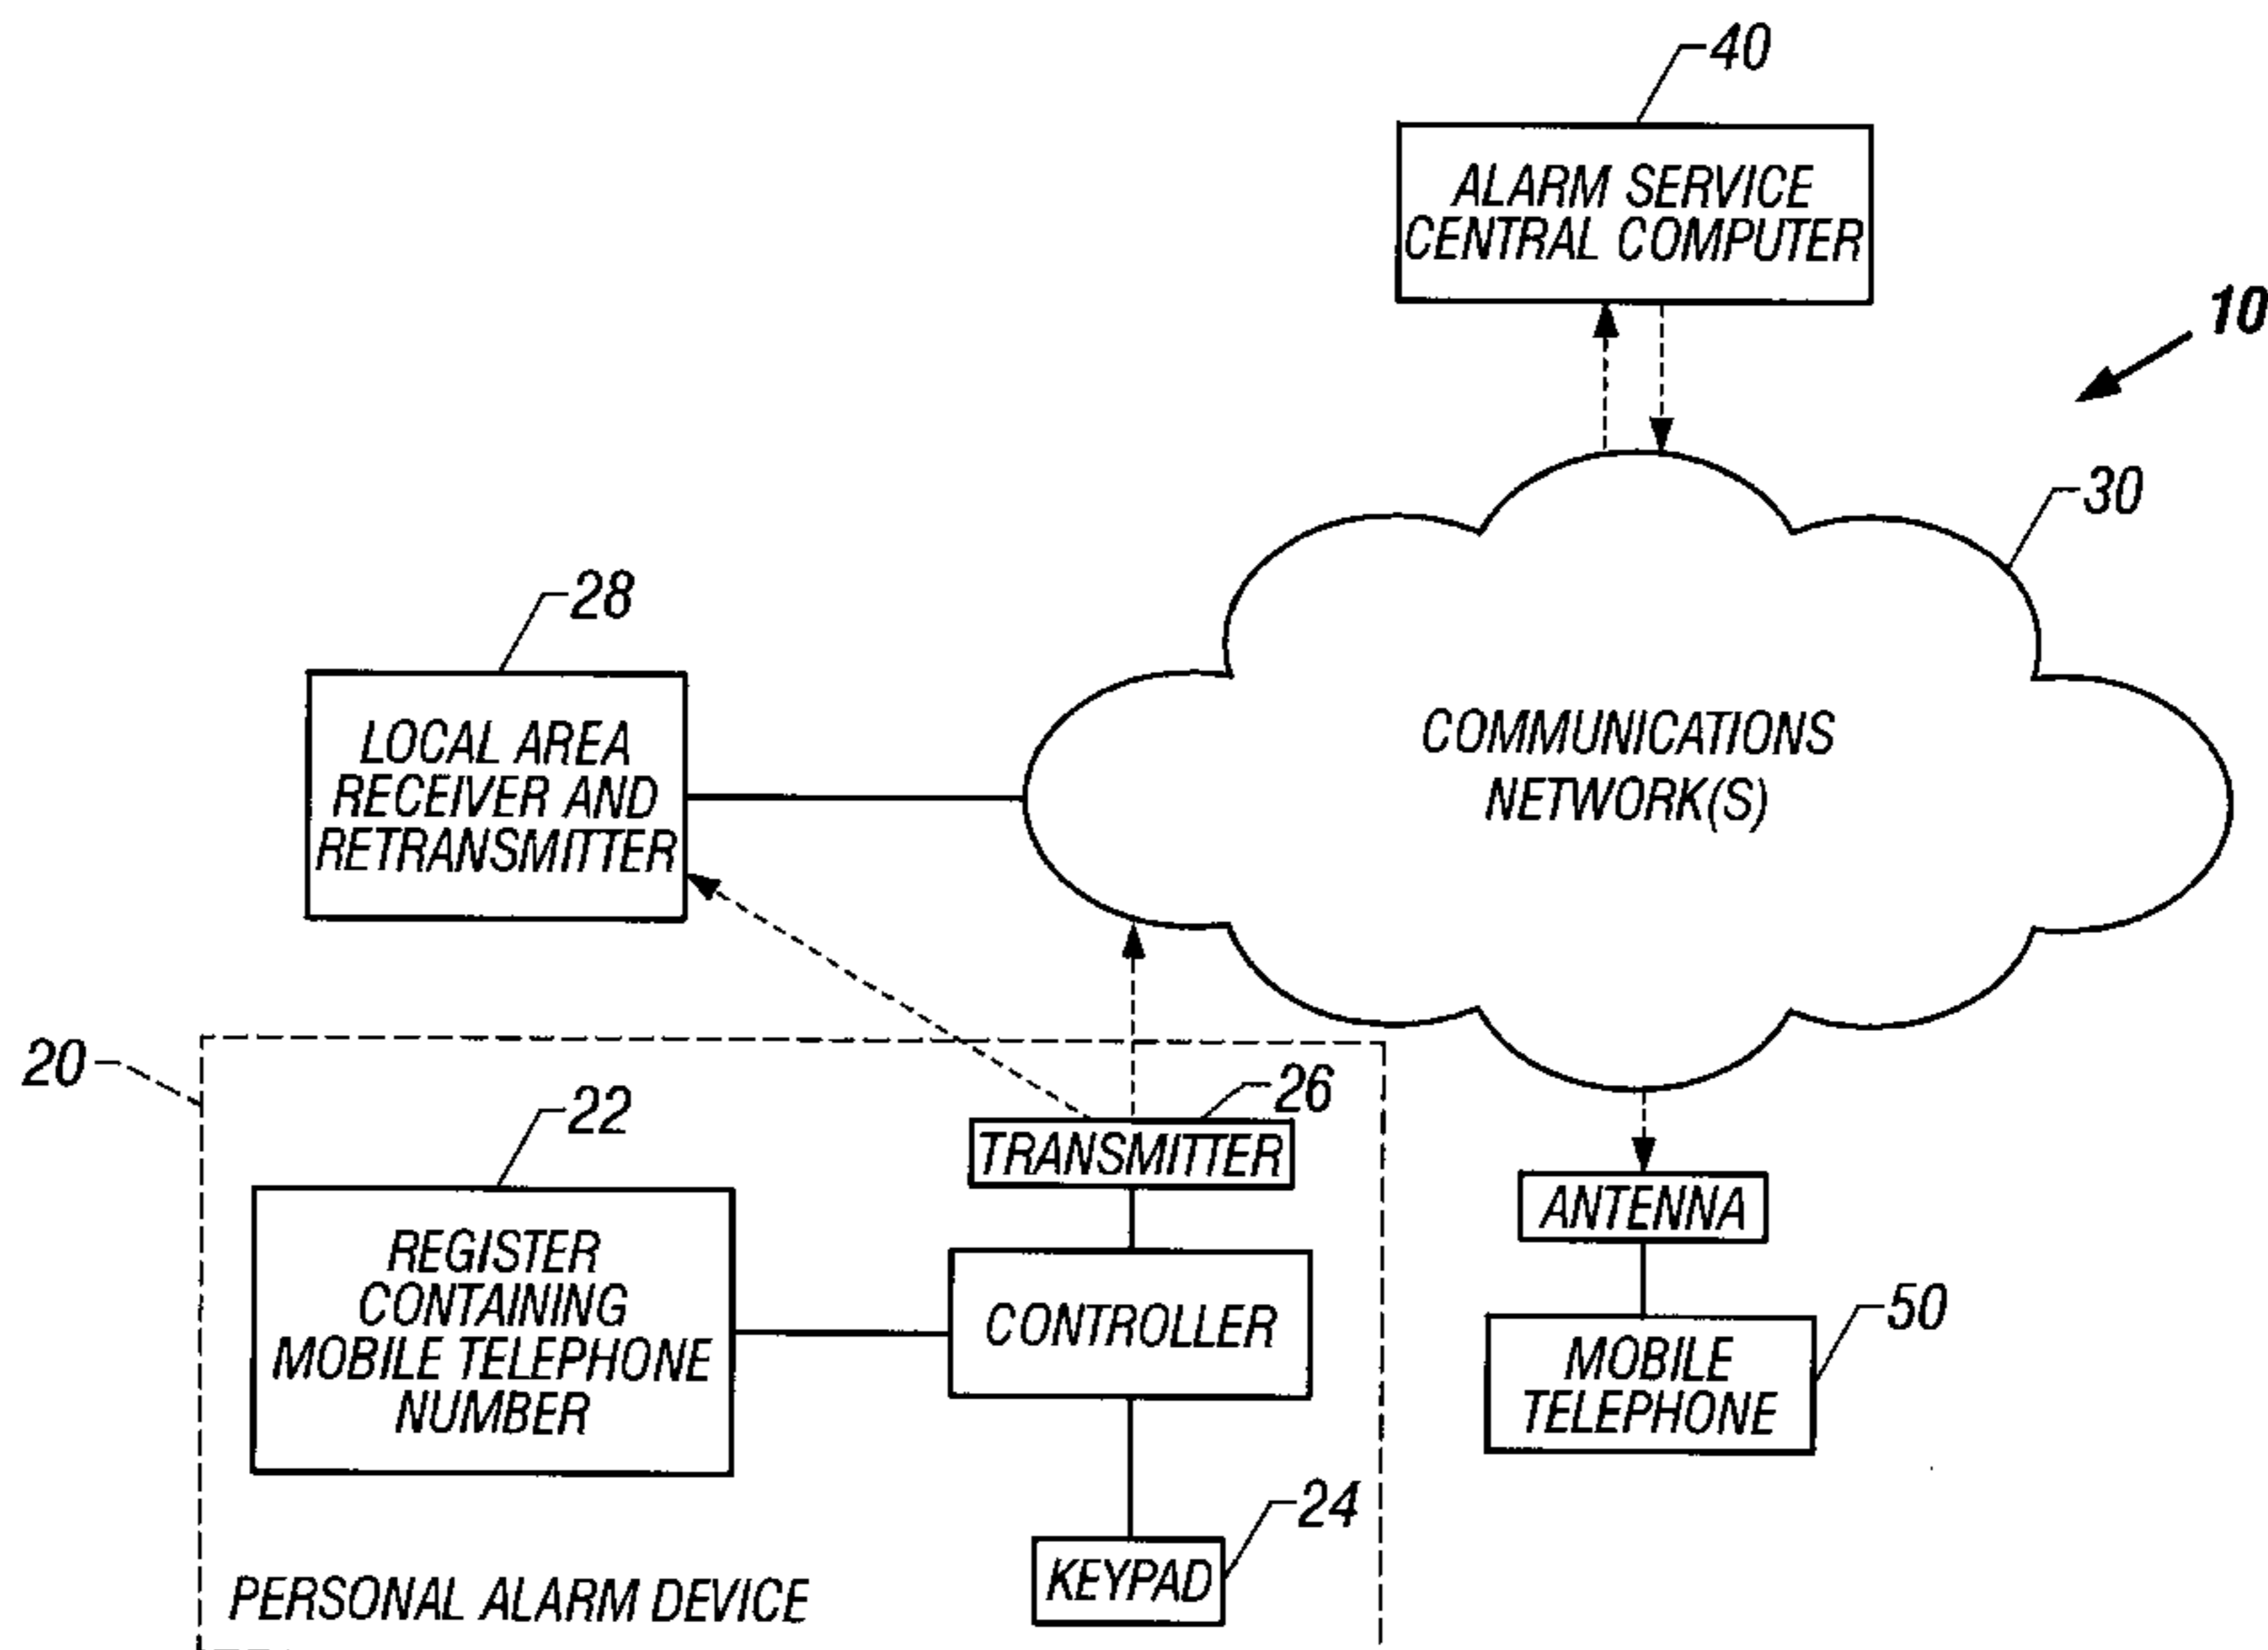 40
ALARM SERVICE
CENTRAL COMPUTER
10
30
28
LOCAL AREA
RECEIVER AND
RETRANSMITTER
COMMUNICATIONS
NETWORK(S)
20
22
26
TRANSMITTER
REGISTER
CONTAINING
MOBILE TELEPHONE
NUMBER
CONTROLLER
ANTENNA
50
MOBILE
TELEPHONE
24
KEYPAD
PERSONAL ALARM DEVICE